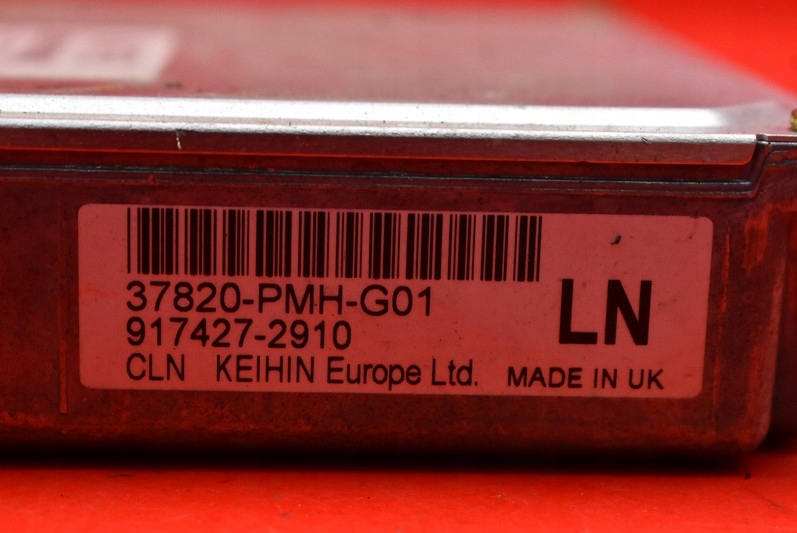 37820-PMH-G01
917427-2910
LN
CLN KEIHIN Europe Ltd. MADE IN UK